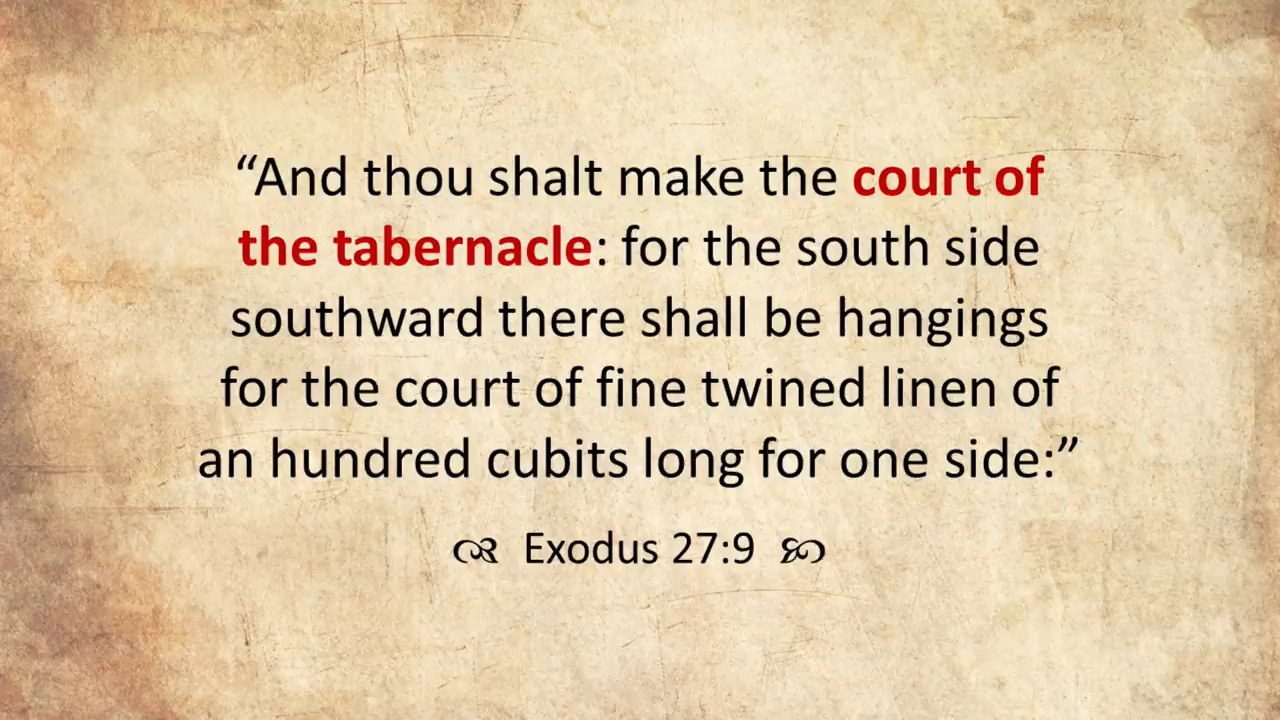 “And thou shalt make the court of
the tabernacle: for the south side
southward there shall be hangings
for the court of fine twined linen of
an hundred cubits long for one side:”
Exodus 27:9